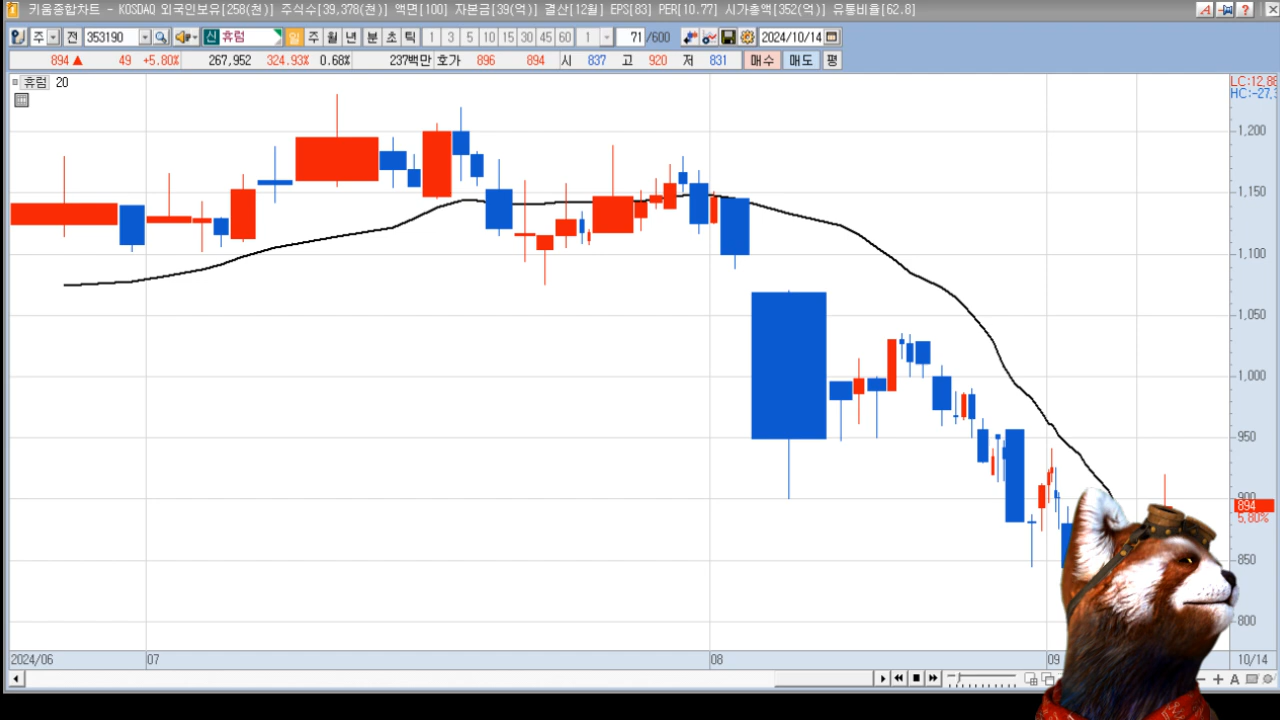 키움종합차트 - KOSDAQ 외국인보유[258(천)] 주식수[39,378(천)] 액면[100] 자본금[39(억)] 결산[12월] EPS[83] PER[10.77] 시가총액[352(억)] 유통비율[62.8]
주 전 353190 신 휴럼 일 주 월 년 분 초 틱 1 3 5 10 15 30 45 60 1 71 /600 2024/10/14
894 ▲ 49 +5.80% 267,952 324.93% 0.68% 237백만 호가 896 894 시 837 고 920 저 831 매수 매도 평
휴럼 20
LC:12,88
HC:-27,
1,200
1,150
1,100
1,050
1,000
950
900
894
5.80%
850
800
2024/06 07 08 09 10/14
A